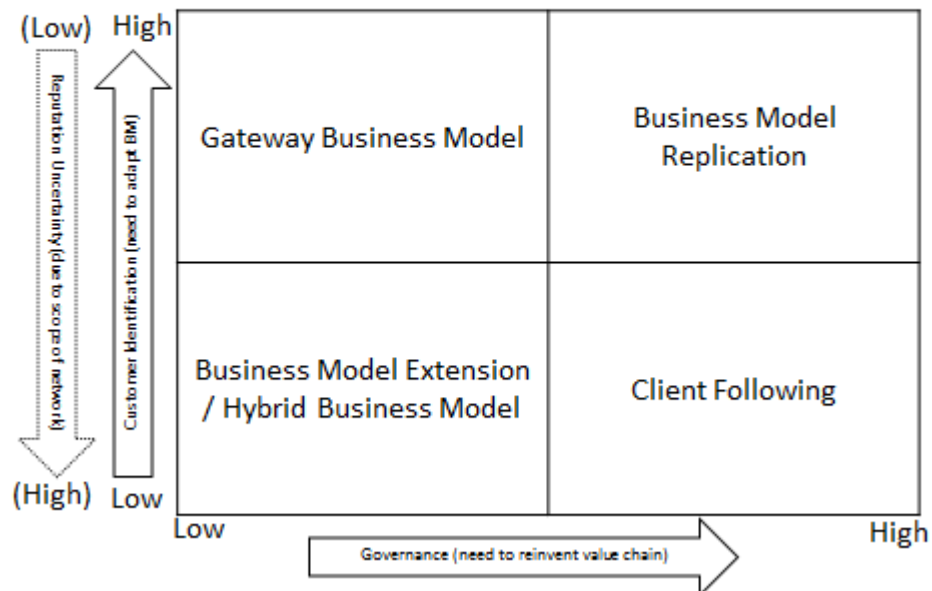 (Low)
High
Reputation Uncertainty (due to scope of network)
Customer Identification (need to adapt BM)
Gateway Business Model
Business Model
Replication
Business Model Extension
/ Hybrid Business Model
Client Following
(High)
Low
Low
High
Governance (need to reinvent value chain)